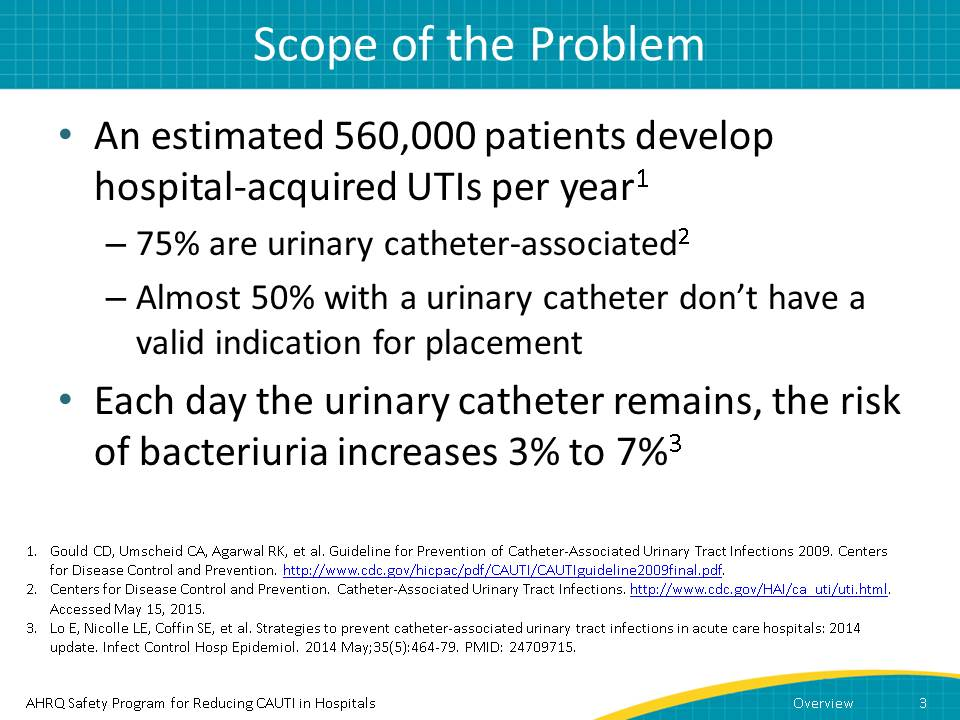 Scope of the Problem
• An estimated 560,000 patients develop
hospital-acquired UTIs per year1
– 75% are urinary catheter-associated2
– Almost 50% with a urinary catheter don’t have a
valid indication for placement
• Each day the urinary catheter remains, the risk
of bacteriuria increases 3% to 7%3
1. Gould CD, Umscheid CA, Agarwal RK, et al. Guideline for Prevention of Catheter-Associated Urinary Tract Infections 2009. Centers
for Disease Control and Prevention. http://www.cdc.gov/hicpac/pdf/CAUTI/CAUTIguideline2009final.pdf.
2. Centers for Disease Control and Prevention. Catheter-Associated Urinary Tract Infections. http://www.cdc.gov/HAI/ca_uti/uti.html.
Accessed May 15, 2015.
3. Lo E, Nicolle LE, Coffin SE, et al. Strategies to prevent catheter-associated urinary tract infections in acute care hospitals: 2014
update. Infect Control Hosp Epidemiol. 2014 May;35(5):464-79. PMID: 24709715.
AHRQ Safety Program for Reducing CAUTI in Hospitals Overview 3